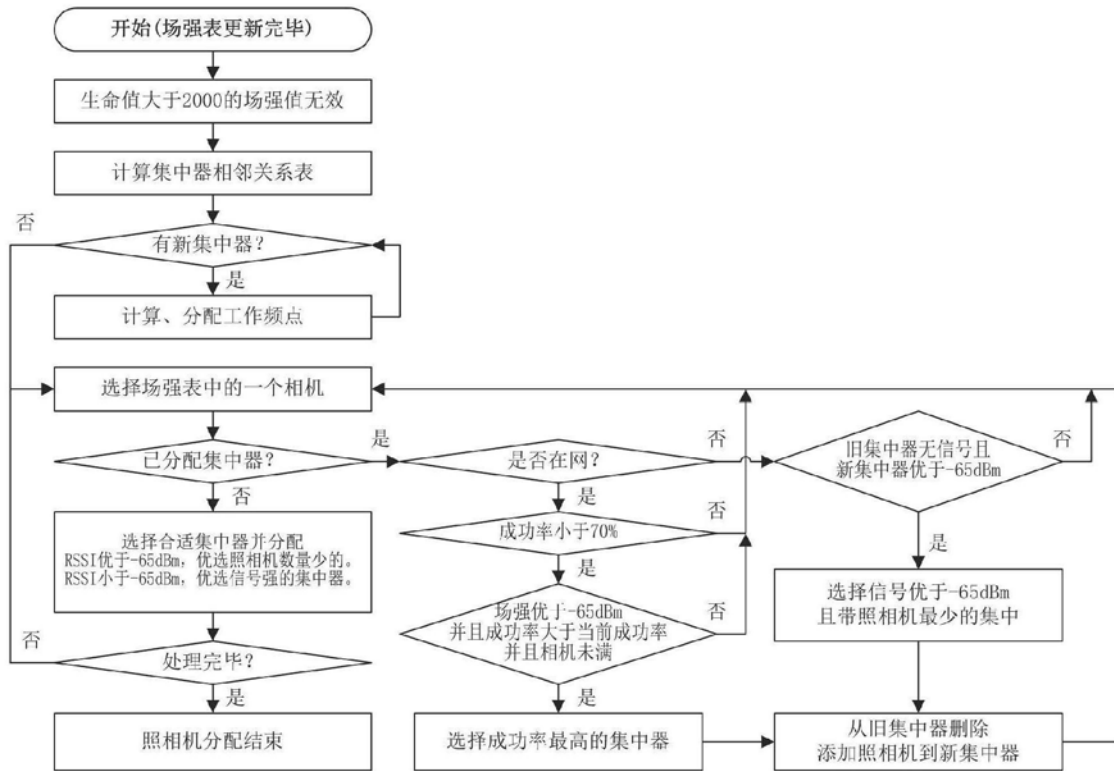 开始(场强表更新完毕)
生命值大于2000的场强值无效
计算集中器相邻关系表
否
有新集中器？
是
计算、分配工作频点
选择场强表中的一个相机
已分配集中器？
是
否
选择合适集中器并分配
RSSI优于-65dBm，优选照相机数量少的。
RSSI小于-65dBm，优选信号强的集中器。
否
处理完毕？
是
照相机分配结束
是否在网？
否
是
成功率小于70%
否
是
场强优于-65dBm
并且成功率大于当前成功率
并且相机未满
否
是
选择成功率最高的集中器
旧集中器无信号且
新集中器优于-65dBm
否
是
选择信号优于-65dBm
且带照相机最少的集中
从旧集中器删除
添加照相机到新集中器